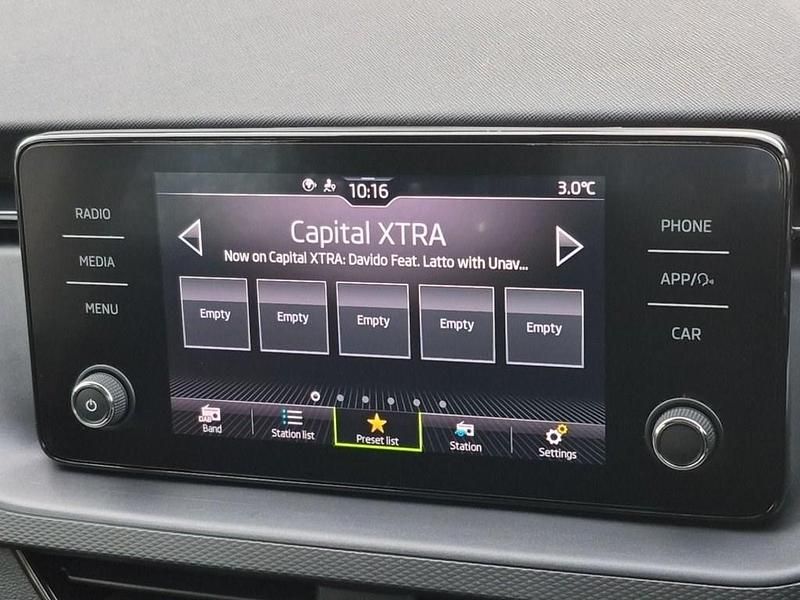 10:16
3.0°C
RADIO
MEDIA
MENU
Capital XTRA
Now on Capital XTRA: Davido Feat. Latto with Unav...
Empty
Empty
Empty
Empty
Empty
DAB
Band
Station list
Preset list
Station
Settings
PHONE
APP/
CAR